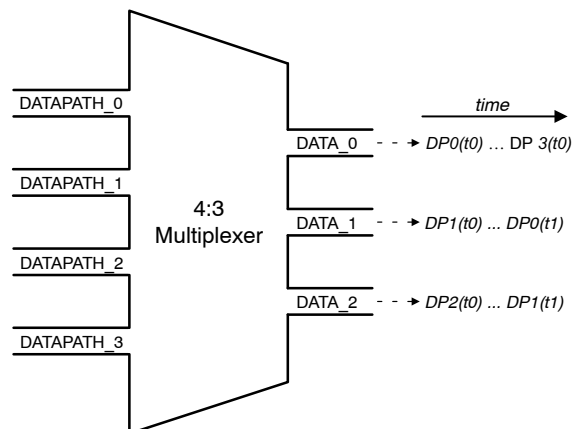 time
DATAPATH_0
DATA_0
DP0(t0) ... DP 3(t0)
DATAPATH_1
4:3
Multiplexer
DATA_1
DP1(t0) ... DP0(t1)
DATAPATH_2
DATA_2
DP2(t0) ... DP1(t1)
DATAPATH_3